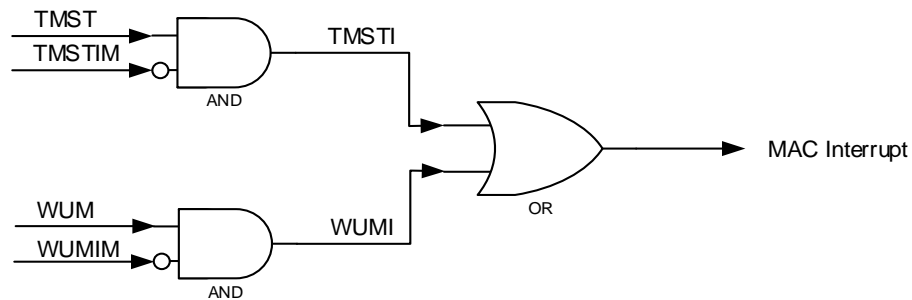 TMST
TMSTIM
AND
TMSTI
WUM
WUMIM
AND
WUMI
OR
MAC Interrupt